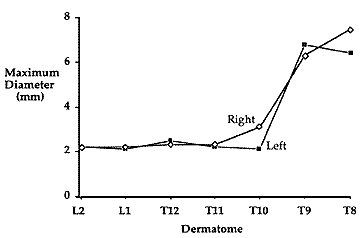 8
6
Maximum
Diameter
(mm)
4
2
0
Right
Left
L2 L1 T12 T11 T10 T9 T8
Dermatome